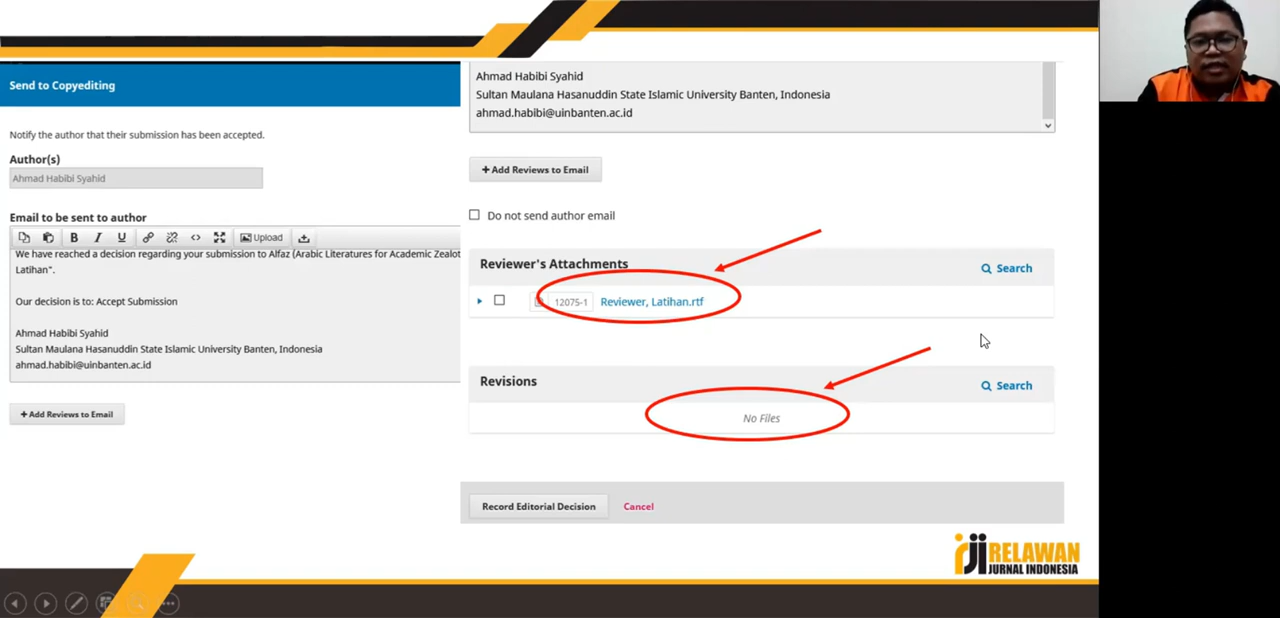 Send to Copyediting
Notify the author that their submission has been accepted.
Author(s)
Ahmad Habibi Syahid
Email to be sent to author
Upload
We have reached a decision regarding your submission to Alfaz (Arabic Literatures for Academic Zealot
Latihan".
Our decision is to: Accept Submission
Ahmad Habibi Syahid
Sultan Maulana Hasanuddin State Islamic University Banten, Indonesia
ahmad.habibi@uinbanten.ac.id
+ Add Reviews to Email
Ahmad Habibi Syahid
Sultan Maulana Hasanuddin State Islamic University Banten, Indonesia
ahmad.habibi@uinbanten.ac.id
+ Add Reviews to Email
Do not send author email
Reviewer's Attachments
Search
12075-1 Reviewer, Latihan.rtf
Revisions
Search
No Files
Record Editorial Decision Cancel
rji RELAWAN
JURNAL INDONESIA